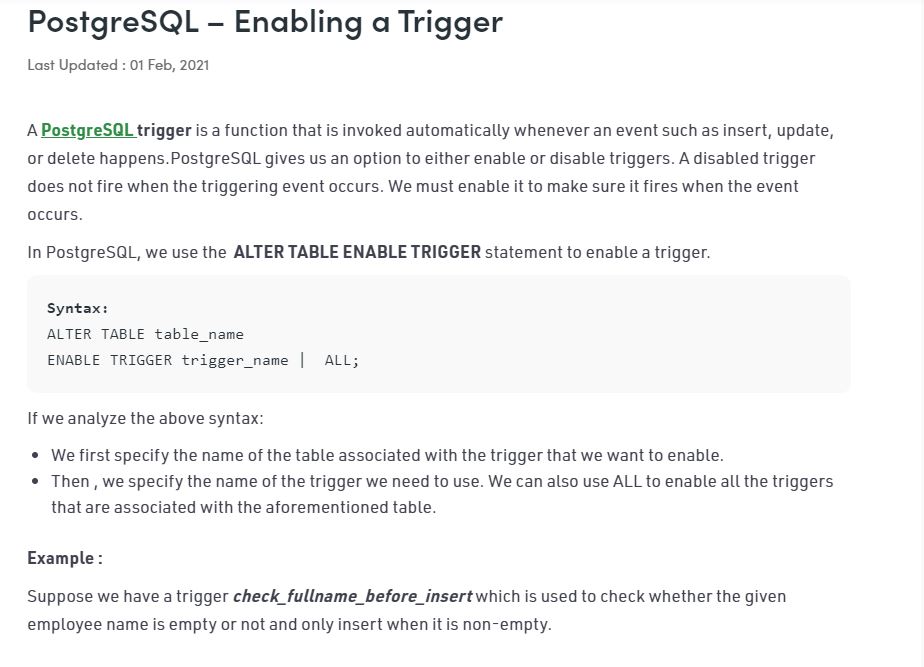 PostgreSQL – Enabling a Trigger
Last Updated : 01 Feb, 2021
A PostgreSQL trigger is a function that is invoked automatically whenever an event such as insert, update,
or delete happens.PostgreSQL gives us an option to either enable or disable triggers. A disabled trigger
does not fire when the triggering event occurs. We must enable it to make sure it fires when the event
occurs.
In PostgreSQL, we use the ALTER TABLE ENABLE TRIGGER statement to enable a trigger.
Syntax:
ALTER TABLE table_name
ENABLE TRIGGER trigger_name |  ALL;
If we analyze the above syntax:
• We first specify the name of the table associated with the trigger that we want to enable.
• Then , we specify the name of the trigger we need to use. We can also use ALL to enable all the triggers
that are associated with the aforementioned table.
Example :
Suppose we have a trigger check_fullname_before_insert which is used to check whether the given
employee name is empty or not and only insert when it is non-empty.